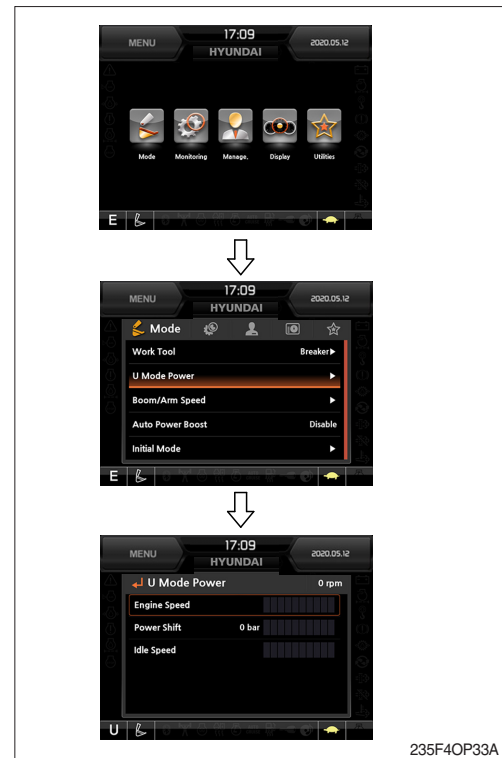 MENU
17:09
HYUNDAI
2020.05.12
Mode Monitoring Manage. Display Utilities
E
MENU
17:09
HYUNDAI
2020.05.12
Mode
Work Tool Breaker▶
U Mode Power ▶
Boom/Arm Speed ▶
Auto Power Boost Disable
Initial Mode ▶
E
MENU
17:09
HYUNDAI
2020.05.12
U Mode Power 0 rpm
Engine Speed
Power Shift 0 bar
Idle Speed
U
235F4OP33A